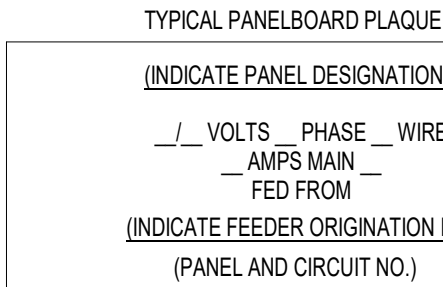 TYPICAL PANELBOARD PLAQUE
(INDICATE PANEL DESIGNATION
__/__ VOLTS __ PHASE __ WIRE
__ AMPS MAIN __
FED FROM
(INDICATE FEEDER ORIGINATION
(PANEL AND CIRCUIT NO.)